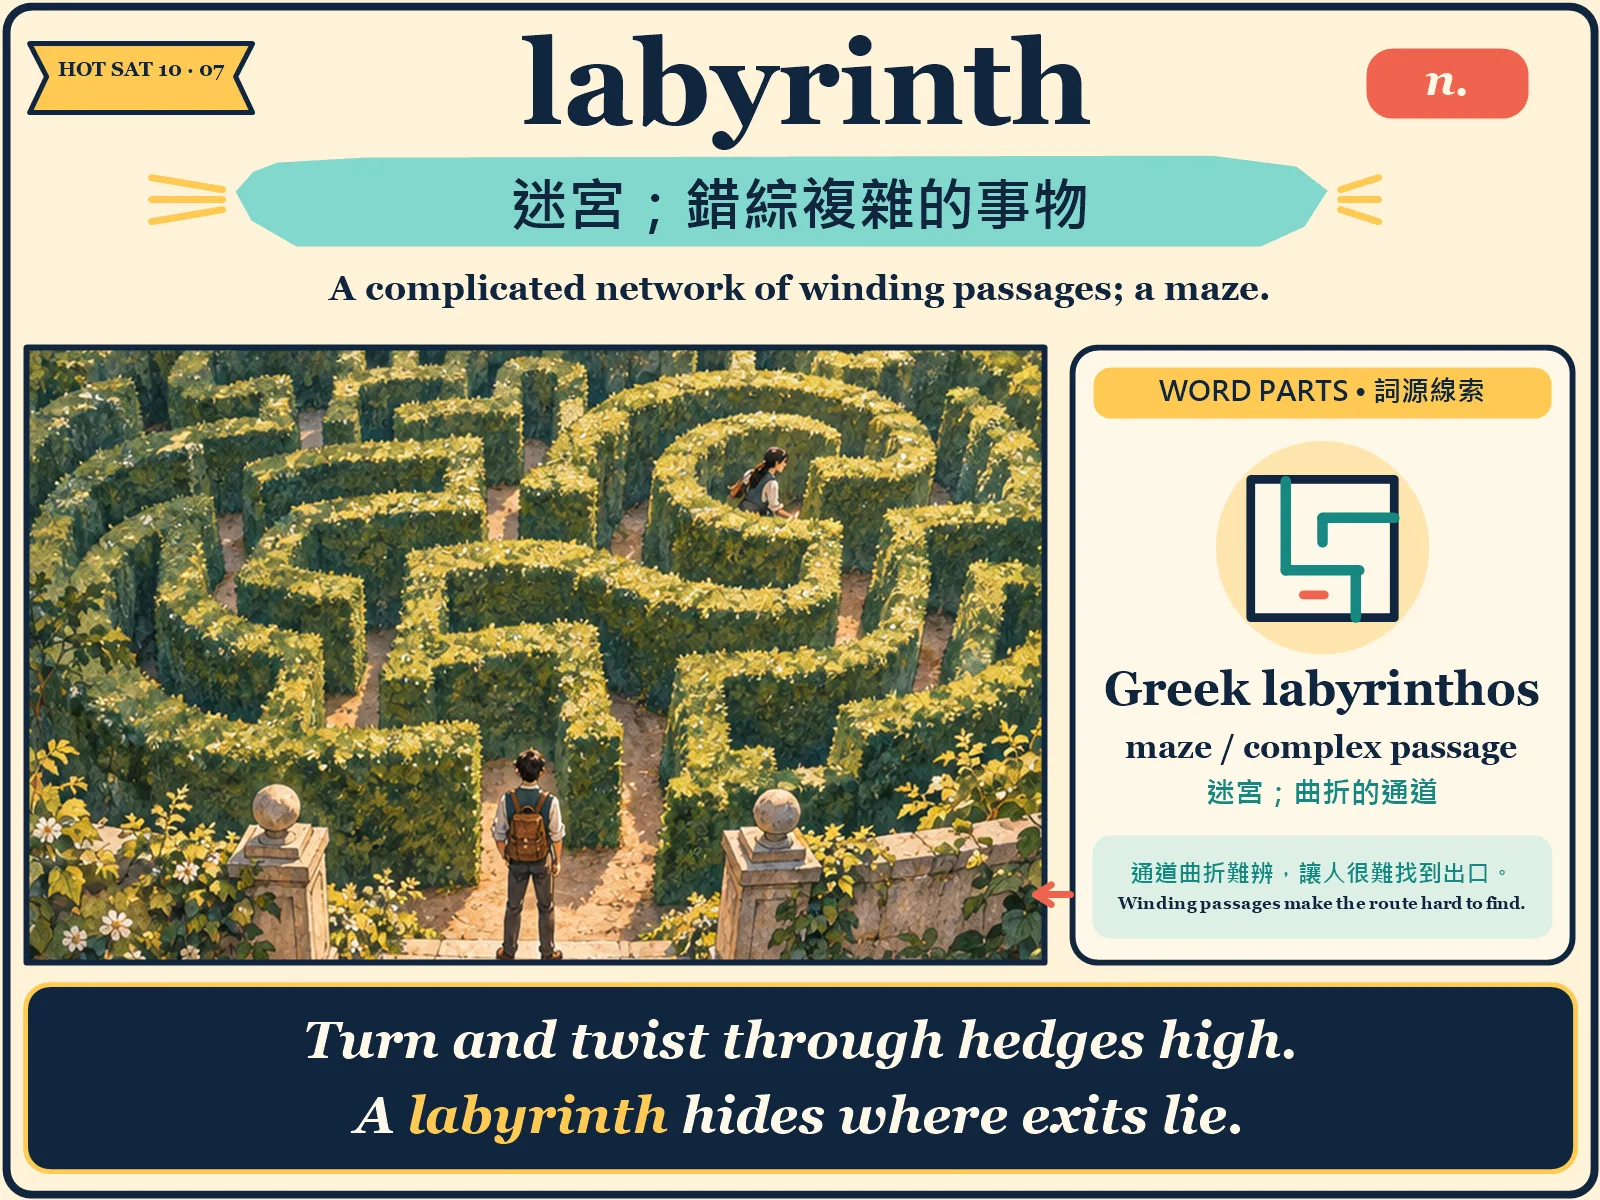 HOT SAT 10 · 07
labyrinth
n.
迷宮；錯綜複雜的事物
A complicated network of winding passages; a maze.
WORD PARTS • 詞源線索
Greek labyrinthos
maze / complex passage
迷宮；曲折的通道
通道曲折難辨，讓人很難找到出口。
Winding passages make the route hard to find.
Turn and twist through hedges high.
A labyrinth hides where exits lie.